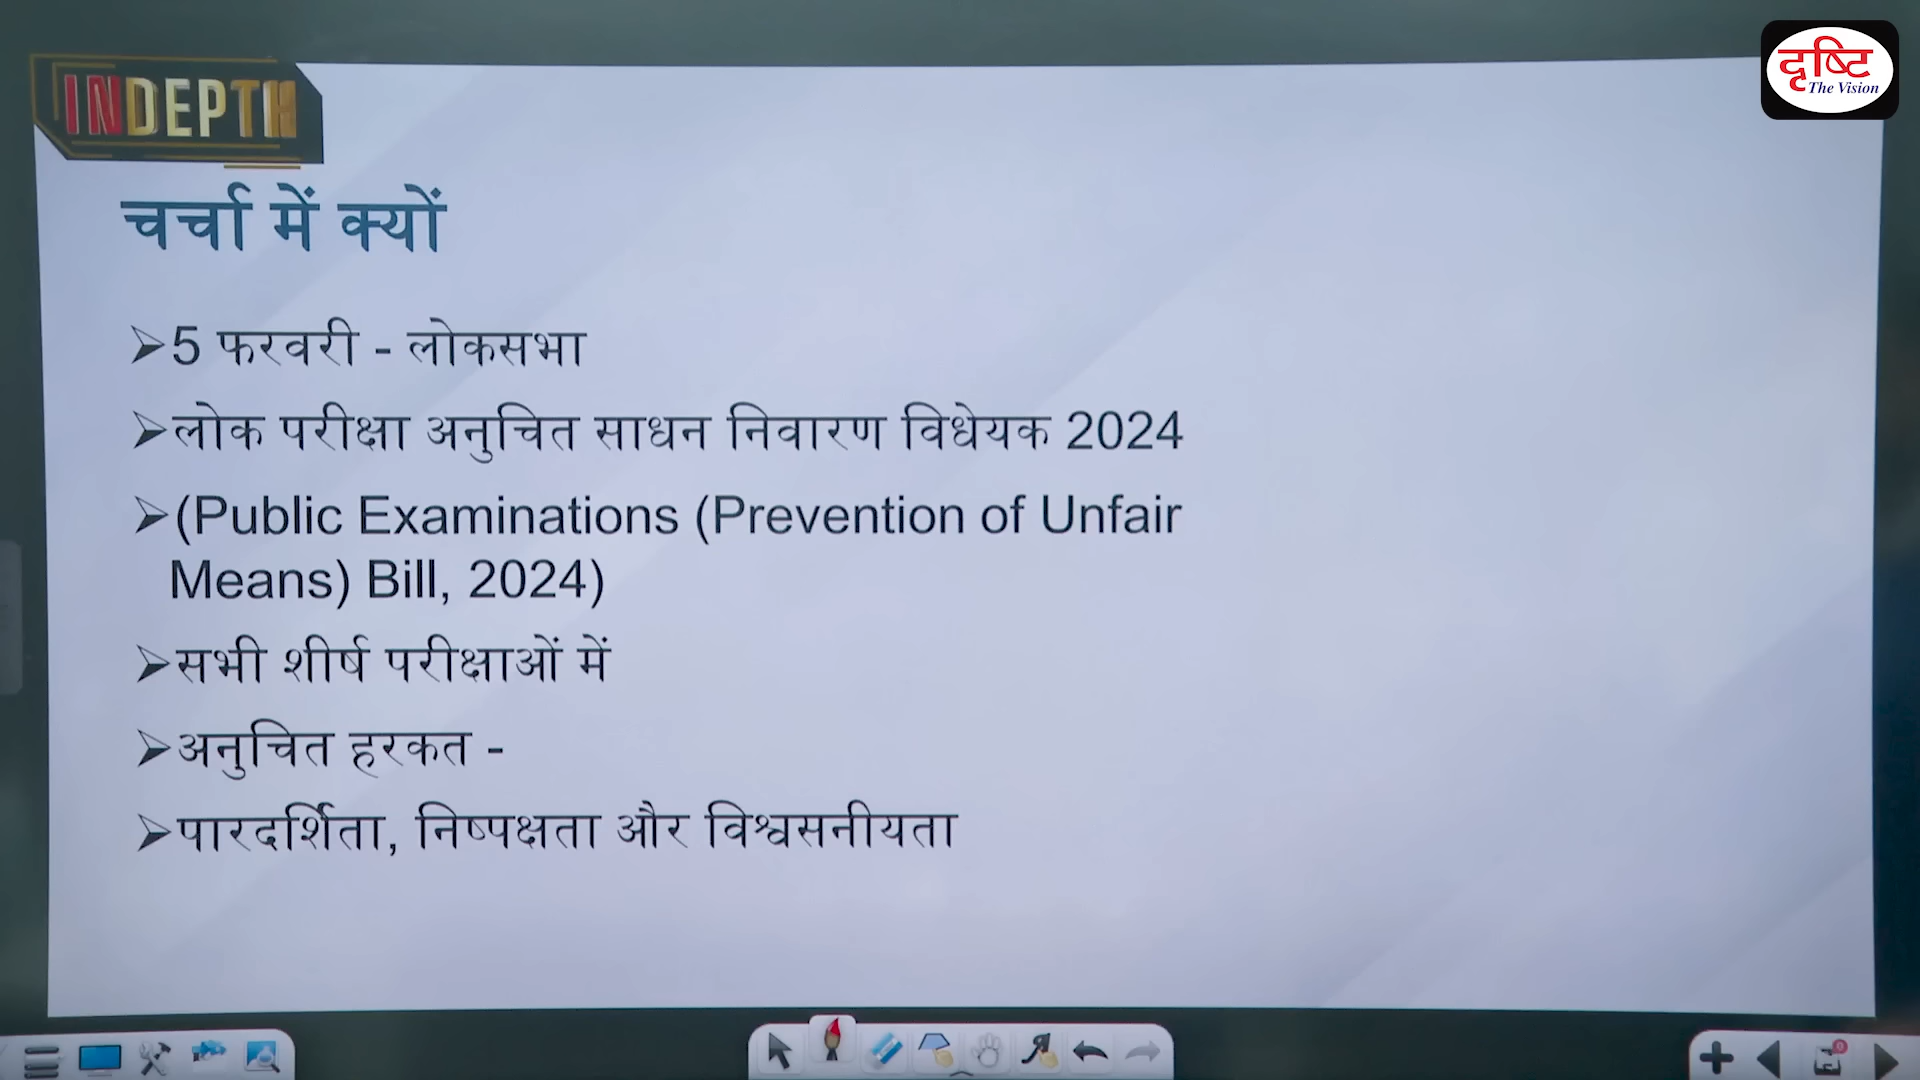 INDEPTH
दृष्टि
The Vision
चर्चा में क्यों
➢5 फरवरी - लोकसभा
➢लोक परीक्षा अनुचित साधन निवारण विधेयक 2024
➢(Public Examinations (Prevention of Unfair
Means) Bill, 2024)
➢सभी शीर्ष परीक्षाओं में
➢अनुचित हरकत -
➢पारदर्शिता, निष्पक्षता और विश्वसनीयता